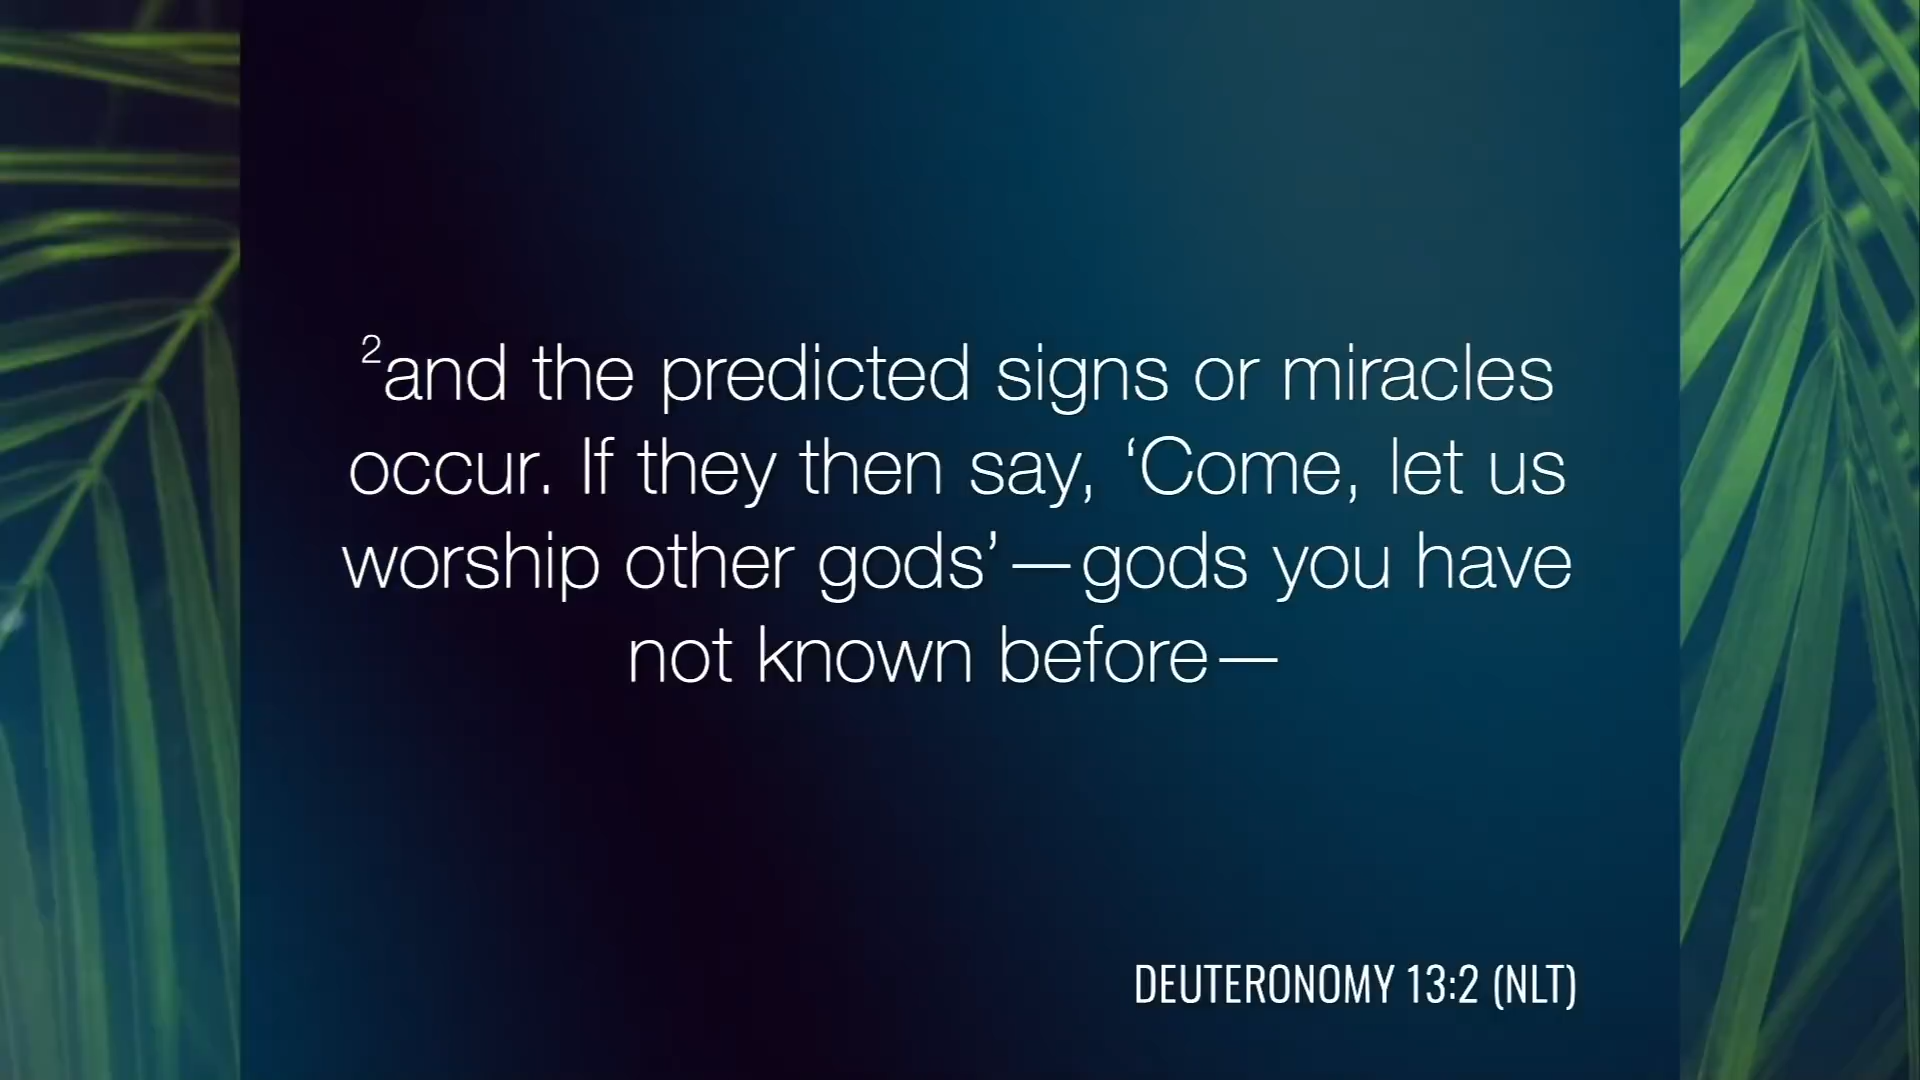 ²and the predicted signs or miracles
occur. If they then say, ‘Come, let us
worship other gods’—gods you have
not known before—
DEUTERONOMY 13:2 (NLT)